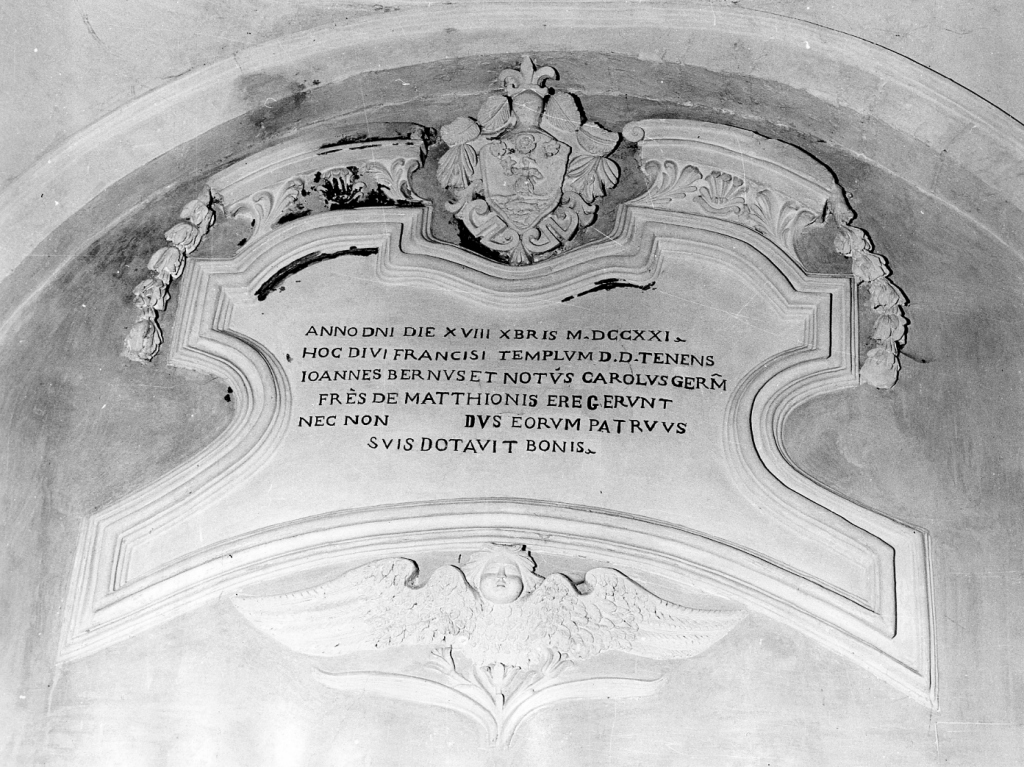 ANNO DNI DIE XVIII XBRIS M.DCCXXI.
HOC DIVI FRANCISI TEMPLVM D.D. TENENS
IOANNES BERNVS ET NOTVS CAROLVS GERM̃
FRÈS DE MATTHIONIS EREGERVNT
NEC NON DVS EORVM PATRVVS
SVIS DOTAVIT BONIS.